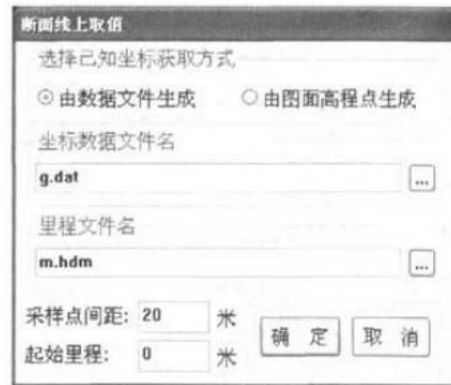 断面线上取值
选择已知坐标获取方式
由数据文件生成 由图面高程点生成
坐标数据文件名
g.dat ...
里程文件名
m.hdm ...
采样点间距: 20 米
起始里程: 0 米
确 定 取 消